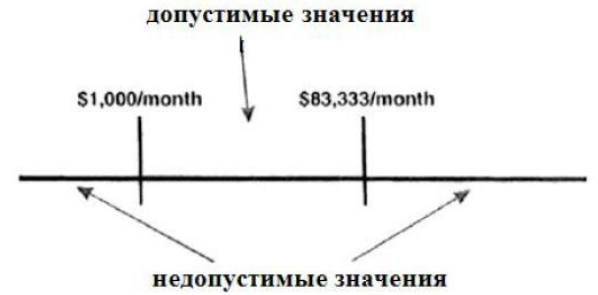 допустимые значения
$1,000/month $83,333/month
недопустимые значения